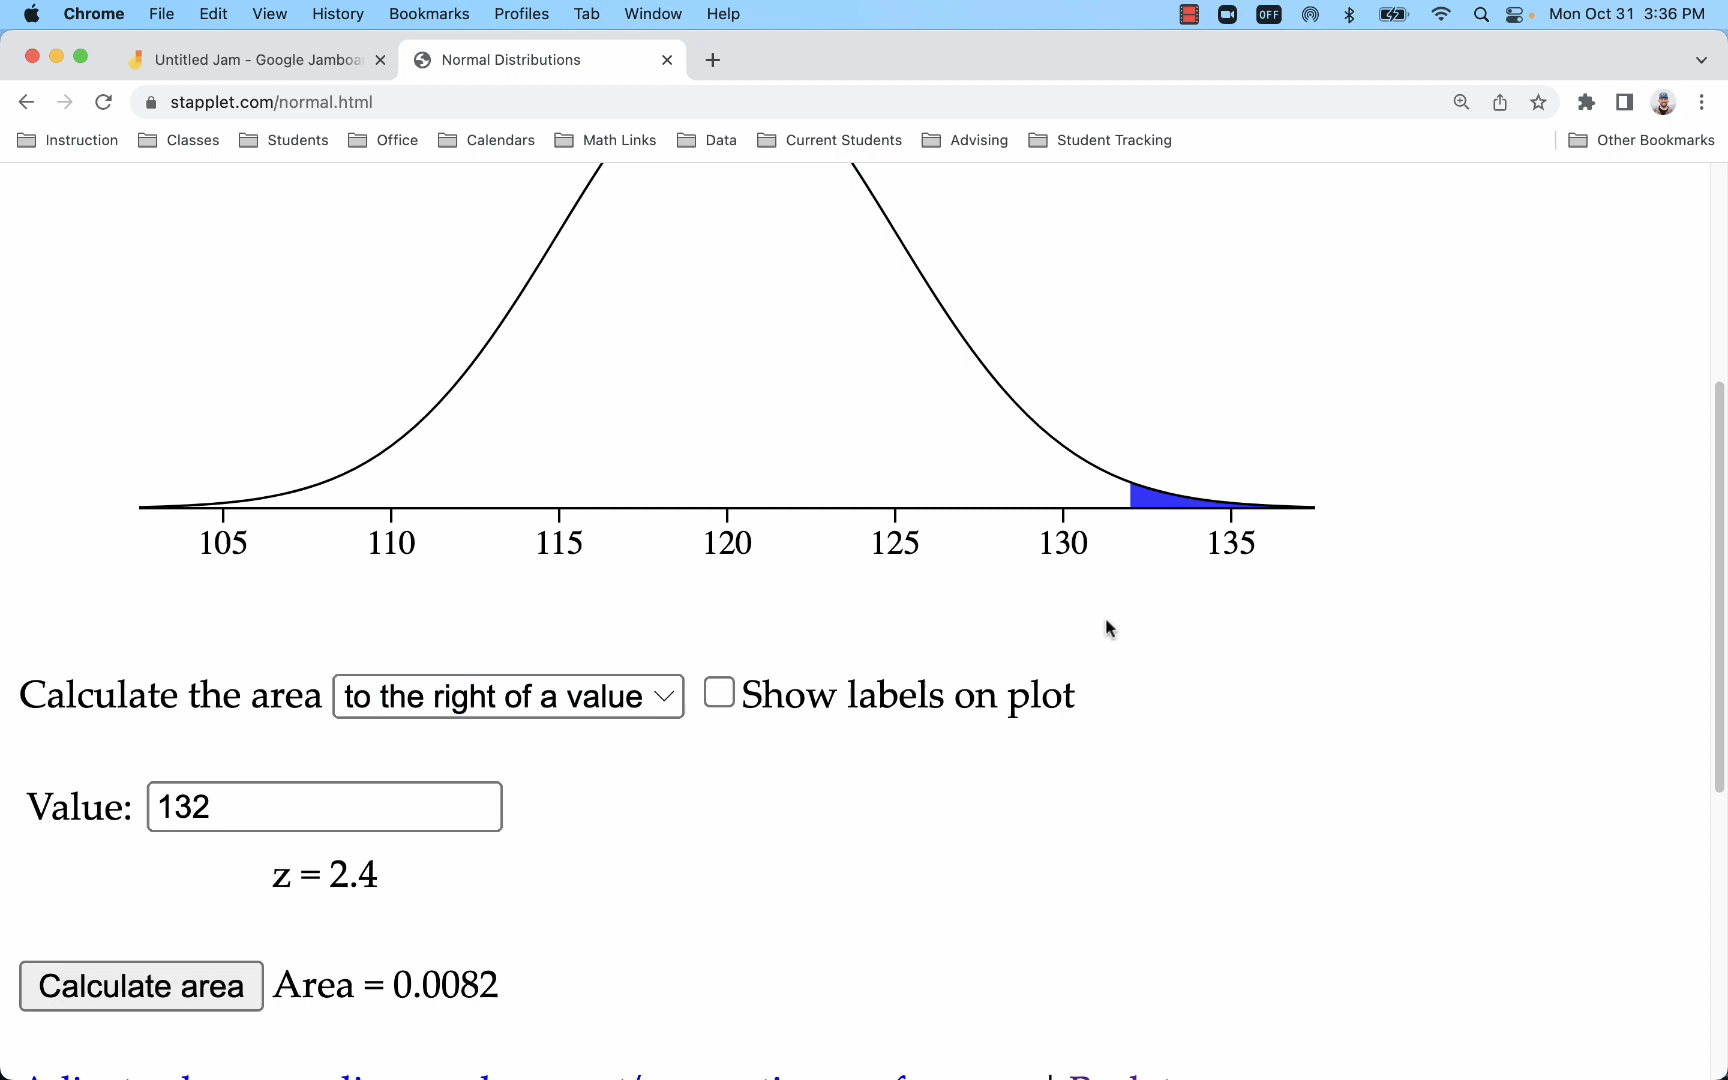 Chrome File Edit View History Bookmarks Profiles Tab Window Help OFF Mon Oct 31 3:36 PM
Untitled Jam - Google Jamboa Normal Distributions
stapplet.com/normal.html
Instruction Classes Students Office Calendars Math Links Data Current Students Advising Student Tracking Other Bookmarks
105 110 115 120 125 130 135
Calculate the area to the right of a value Show labels on plot
Value: 132
z = 2.4
Calculate area Area = 0.0082